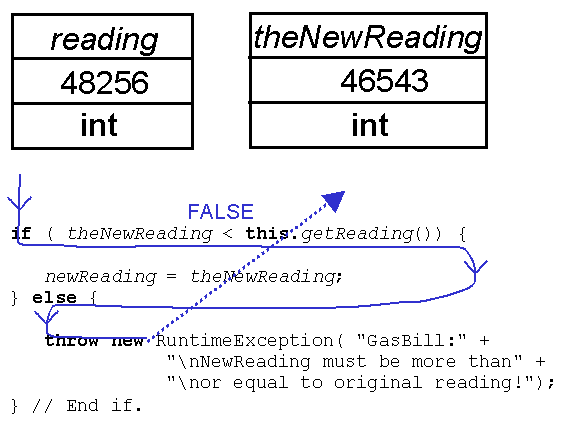 reading theNewReading
48256 46543
int int
FALSE
if ( theNewReading < this.getReading()) {
newReading = theNewReading;
} else {
throw new RuntimeException( "GasBill:" +
"\nNewReading must be more than" +
"\nor equal to original reading!");
} // End if.